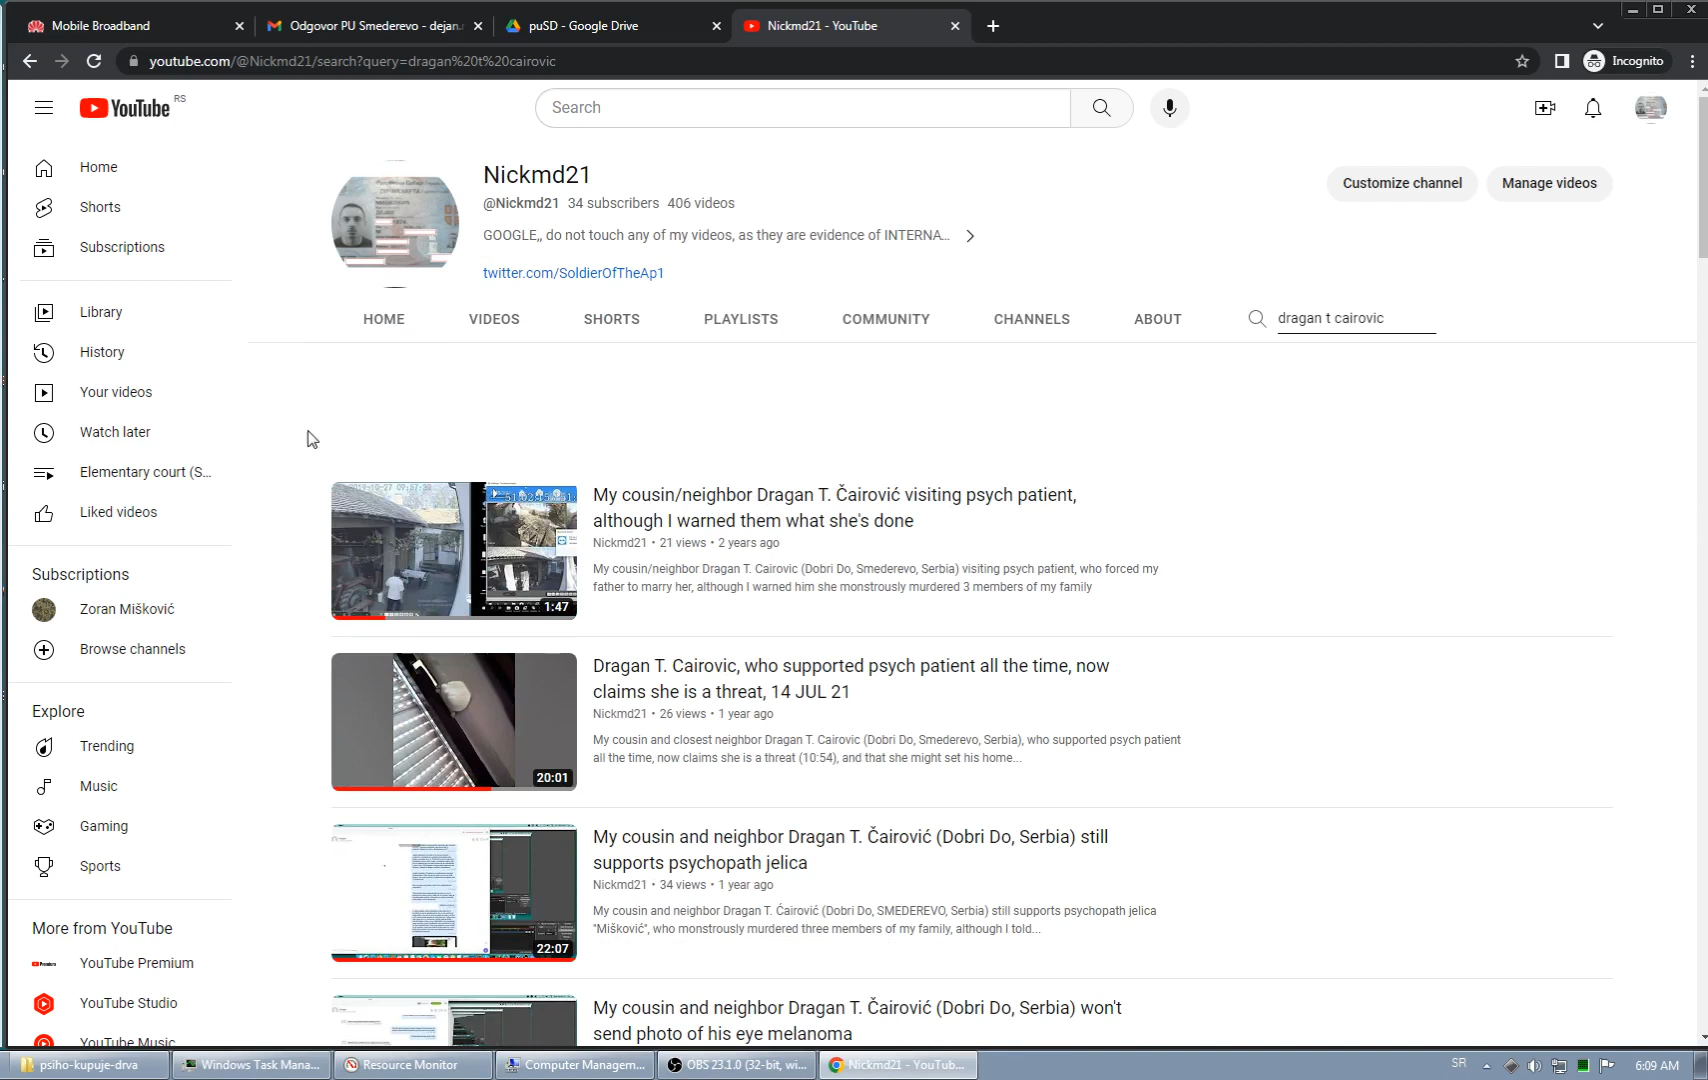 Mobile Broadband
Odgovor PU Smederevo - dejan.n
puSD - Google Drive
Nickmd21 - YouTube
youtube.com/@Nickmd21/search?query=dragan%20t%20cairovic
Incognito
YouTube RS
Search
Home
Shorts
Subscriptions
Library
History
Your videos
Watch later
Elementary court (S...
Liked videos
Subscriptions
Zoran Mišković
Browse channels
Explore
Trending
Music
Gaming
Sports
More from YouTube
YouTube Premium
YouTube Studio
YouTube Music
Nickmd21
@Nickmd21 34 subscribers 406 videos
GOOGLE,, do not touch any of my videos, as they are evidence of INTERNA...
twitter.com/SoldierOfTheAp1
Customize channel
Manage videos
HOME VIDEOS SHORTS PLAYLISTS COMMUNITY CHANNELS ABOUT
dragan t cairovic
1:47
My cousin/neighbor Dragan T. Čairović visiting psych patient,
although I warned them what she's done
Nickmd21 • 21 views • 2 years ago
My cousin/neighbor Dragan T. Cairovic (Dobri Do, Smederevo, Serbia) visiting psych patient, who forced my
father to marry her, although I warned him she monstrously murdered 3 members of my family
20:01
Dragan T. Cairovic, who supported psych patient all the time, now
claims she is a threat, 14 JUL 21
Nickmd21 • 26 views • 1 year ago
My cousin and closest neighbor Dragan T. Cairovic (Dobri Do, Smederevo, Serbia), who supported psych patient
all the time, now claims she is a threat (10:54), and that she might set his home...
22:07
My cousin and neighbor Dragan T. Čairović (Dobri Do, Serbia) still
supports psychopath jelica
Nickmd21 • 34 views • 1 year ago
My cousin and neighbor Dragan T. Ćairović (Dobri Do, SMEDEREVO, Serbia) still supports psychopath jelica
"Mišković", who monstrously murdered three members of my family, although I told...
My cousin and neighbor Dragan T. Čairović (Dobri Do, Serbia) won't
send photo of his eye melanoma
psiho-kupuje-drva
Windows Task Mana...
Resource Monitor
Computer Managem...
OBS 23.1.0 (32-bit, wi...
Nickmd21 - YouTub...
SR
6:09 AM